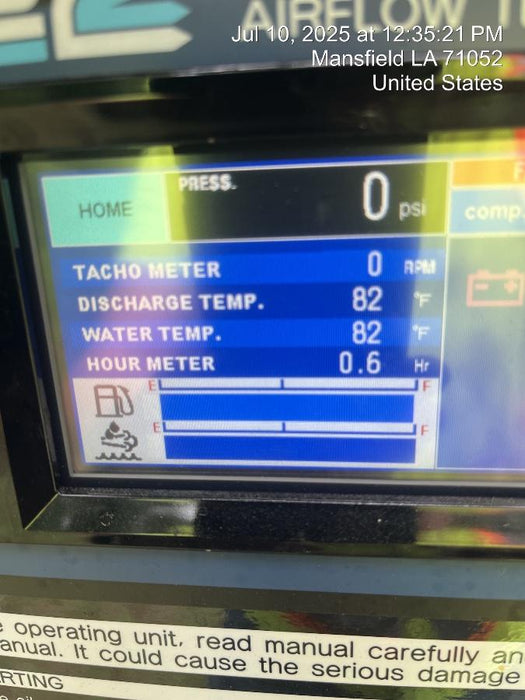 AIRFLOW
Jul 10, 2025 at 12:35:21 PM
Mansfield LA 71052
United States
HOME
PRESS.
0 psi
F
comp
TACHO METER 0 RPM
DISCHARGE TEMP. 82 °F
WATER TEMP. 82 °F
HOUR METER 0.6 Hr
E F
E F
operating unit, read manual carefully an
anual. It could cause the serious damage
RTING